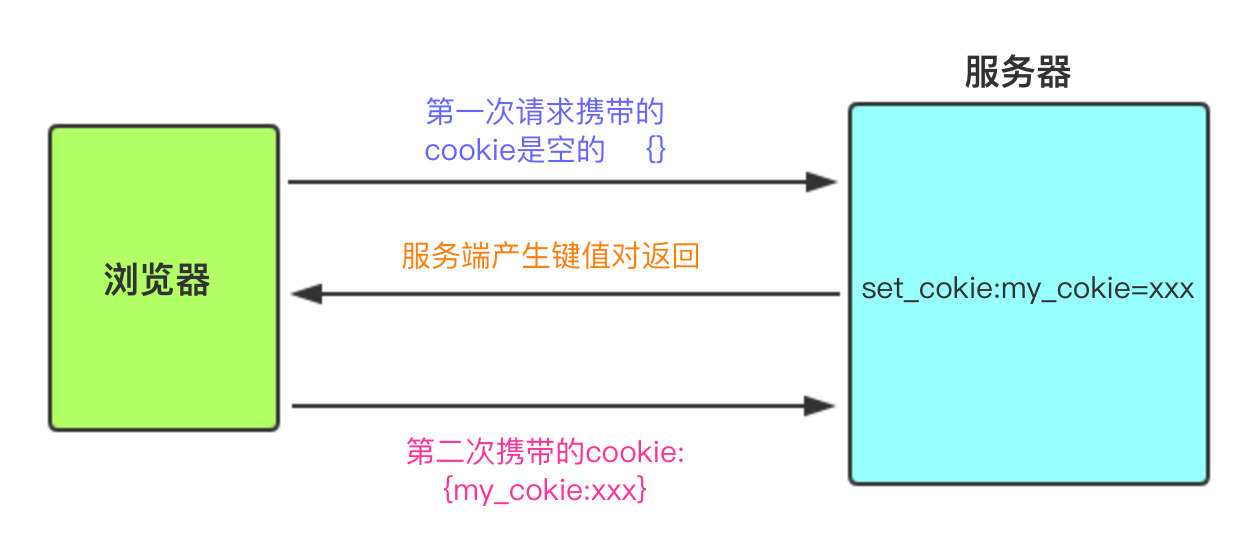 服务器
第一次请求携带的
cookie是空的 {}
服务端产生键值对返回
浏览器
set_cokie:my_cokie=xxx
第二次携带的cookie:
{my_cokie:xxx}